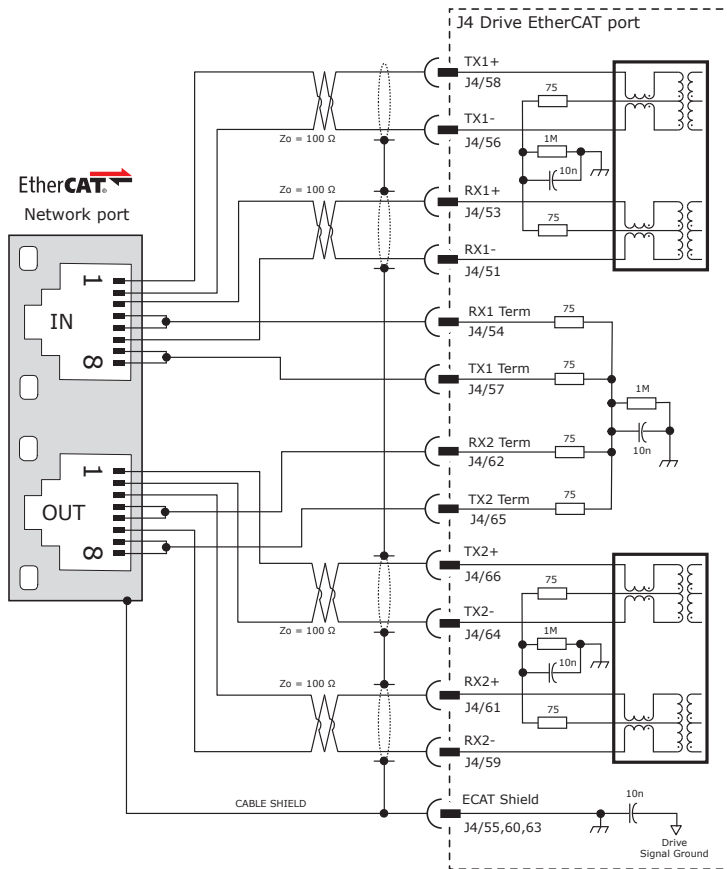 J4 Drive EtherCAT port
TX1+
J4/58
75
TX1-
J4/56
Zo = 100 Ω
1M
10n
EtherCAT®
Network port
Zo = 100 Ω
RX1+
J4/53
75
RX1-
J4/51
1
IN
8
RX1 Term
J4/54
75
TX1 Term
J4/57
75
1M
10n
RX2 Term
J4/62
75
1
OUT
8
TX2 Term
J4/65
75
TX2+
J4/66
75
TX2-
J4/64
Zo = 100 Ω
1M
10n
Zo = 100 Ω
RX2+
J4/61
75
RX2-
J4/59
CABLE SHIELD
ECAT Shield
J4/55,60,63
10n
Drive
Signal Ground